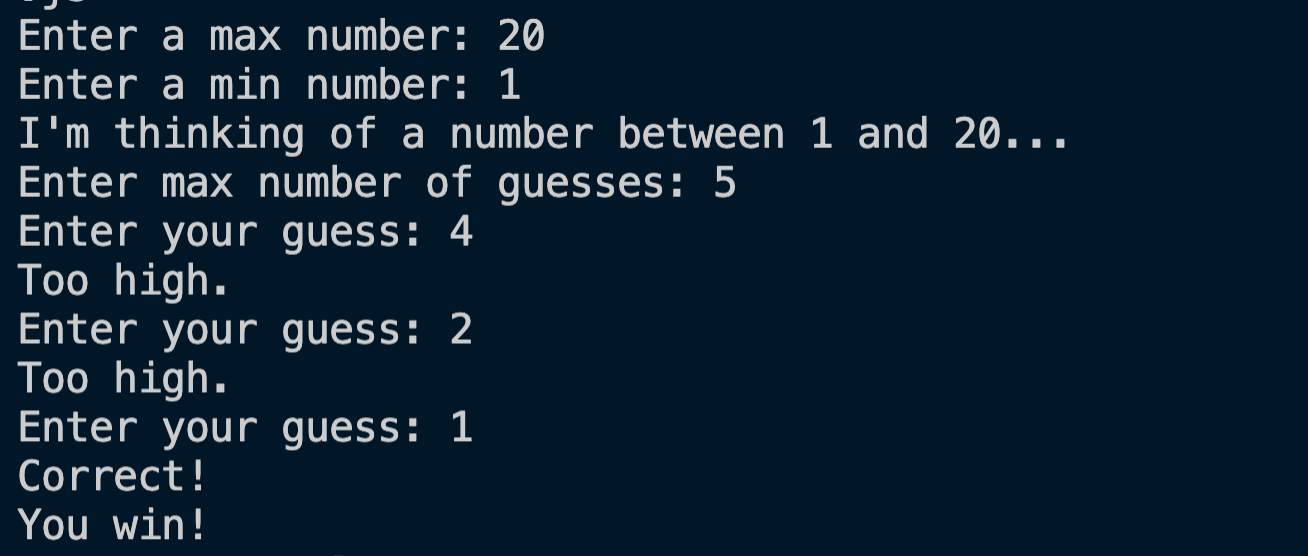 Enter a max number: 20
Enter a min number: 1
I'm thinking of a number between 1 and 20...
Enter max number of guesses: 5
Enter your guess: 4
Too high.
Enter your guess: 2
Too high.
Enter your guess: 1
Correct!
You win!